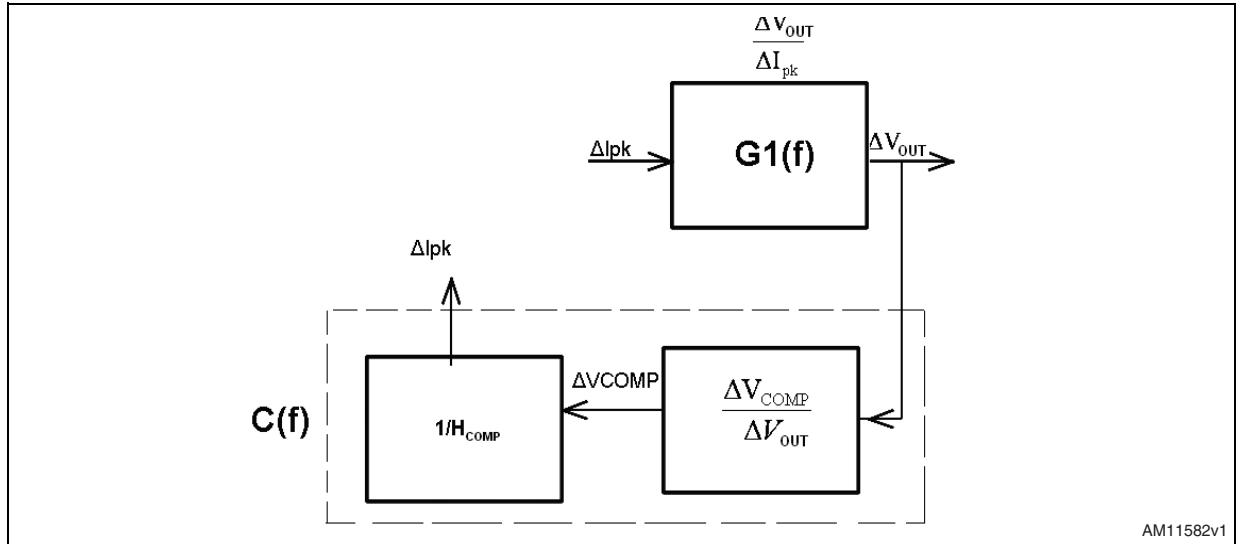 ΔV_OUT
ΔI_pk
G1(f)
ΔIpk
ΔV_OUT
ΔIpk
C(f)
1/H_COMP
ΔVCOMP
ΔV_COMP
ΔV_OUT
AM11582v1